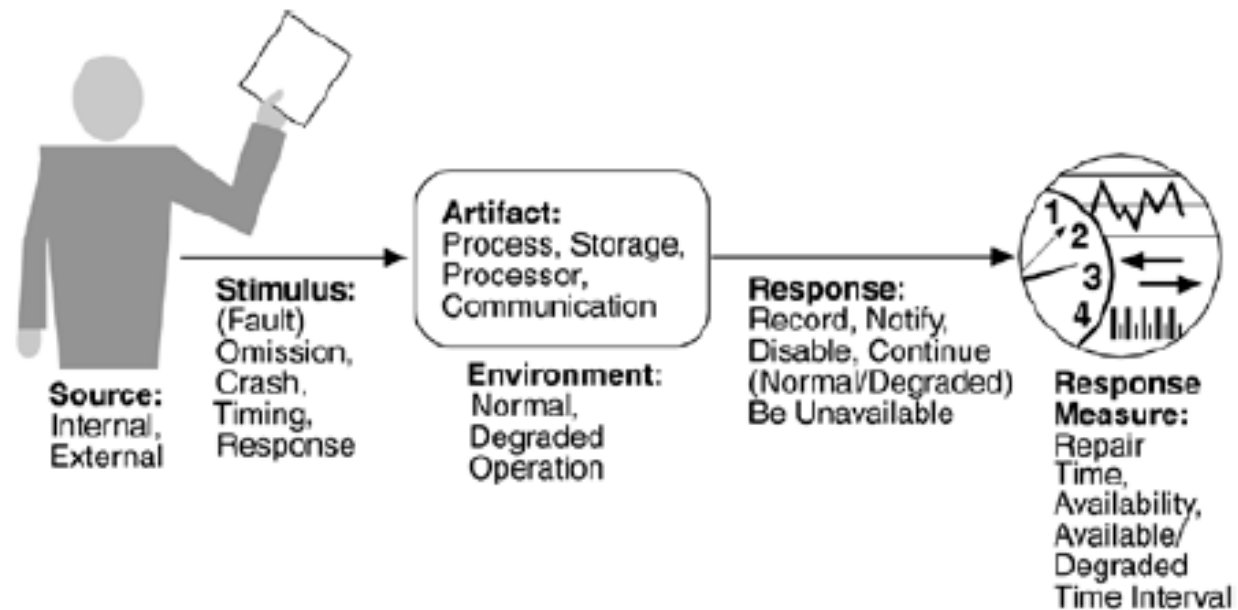 Source:
Internal,
External
Stimulus:
(Fault)
Omission,
Crash,
Timing,
Response
Artifact:
Process, Storage,
Processor,
Communication
Environment:
Normal,
Degraded
Operation
Response:
Record, Notify,
Disable, Continue
(Normal/Degraded)
Be Unavailable
1
2
3
4
Response
Measure:
Repair
Time,
Availability,
Available/
Degraded
Time Interval